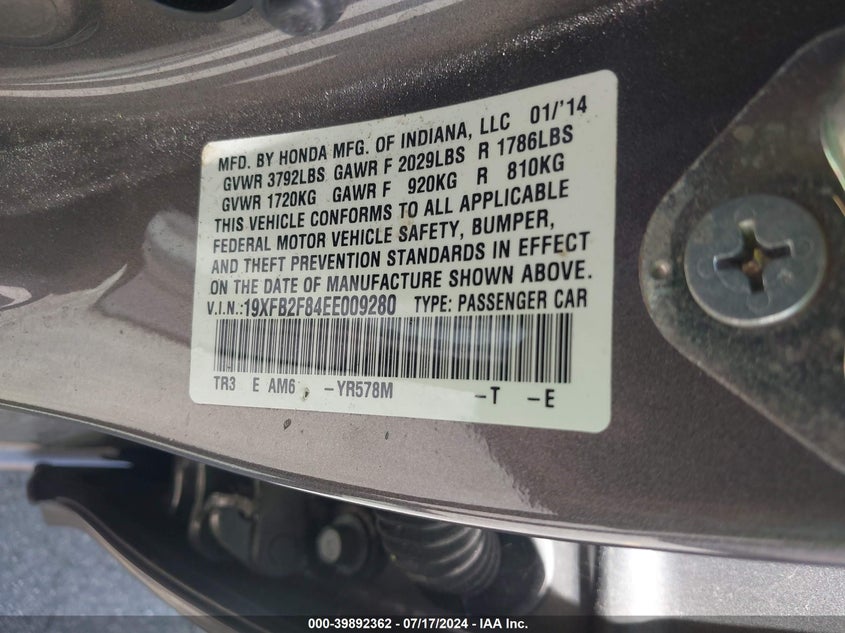 MFD. BY HONDA MFG. OF INDIANA, LLC 01/'14
GVWR 3792LBS GAWR F 2029LBS R 1786LBS
GVWR 1720KG GAWR F 920KG R 810KG
THIS VEHICLE CONFORMS TO ALL APPLICABLE
FEDERAL MOTOR VEHICLE SAFETY, BUMPER,
AND THEFT PREVENTION STANDARDS IN EFFECT
ON THE DATE OF MANUFACTURE SHOWN ABOVE.
V.I.N.:19XFB2F84EE009280 TYPE: PASSENGER CAR
TR3 E AM6 -YR578M -T -E
000-39892362 - 07/17/2024 - IAA Inc.